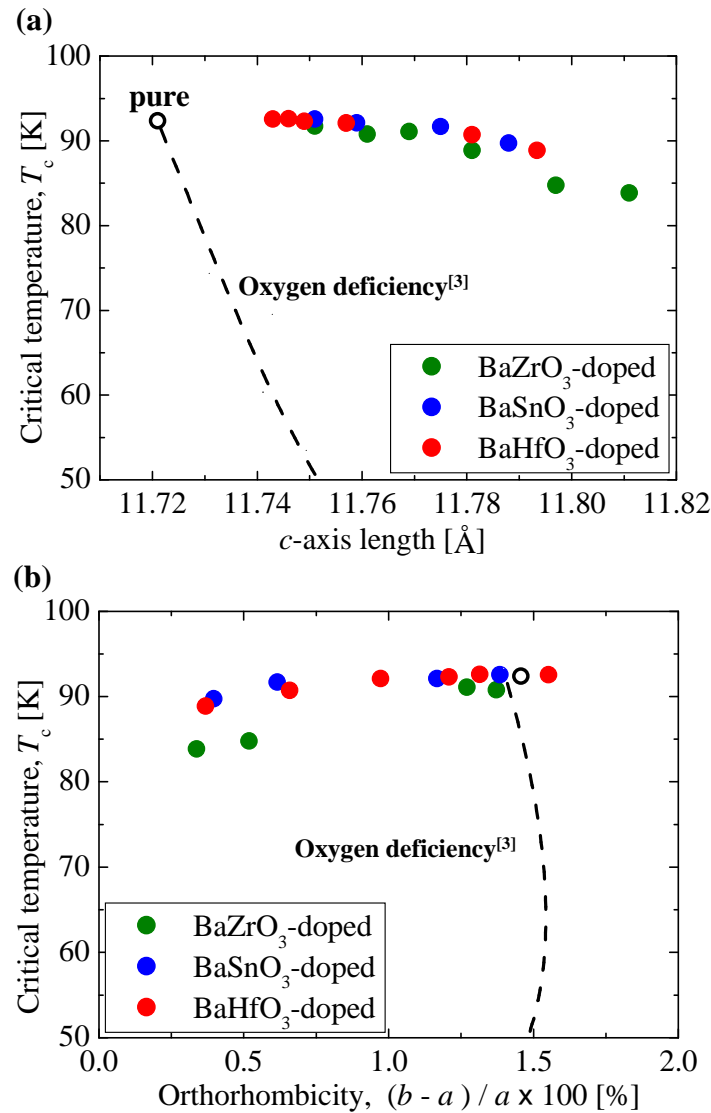 (a)
100
90
80
70
60
50
Critical temperature, T_c [K]
pure
Oxygen deficiency[3]
BaZrO3-doped
BaSnO3-doped
BaHfO3-doped
11.72 11.74 11.76 11.78 11.80 11.82
c-axis length [Å]
(b)
100
90
80
70
60
50
Critical temperature, T_c [K]
Oxygen deficiency[3]
BaZrO3-doped
BaSnO3-doped
BaHfO3-doped
0.0 0.5 1.0 1.5 2.0
Orthorhombicity, (b - a ) / a x 100 [%]